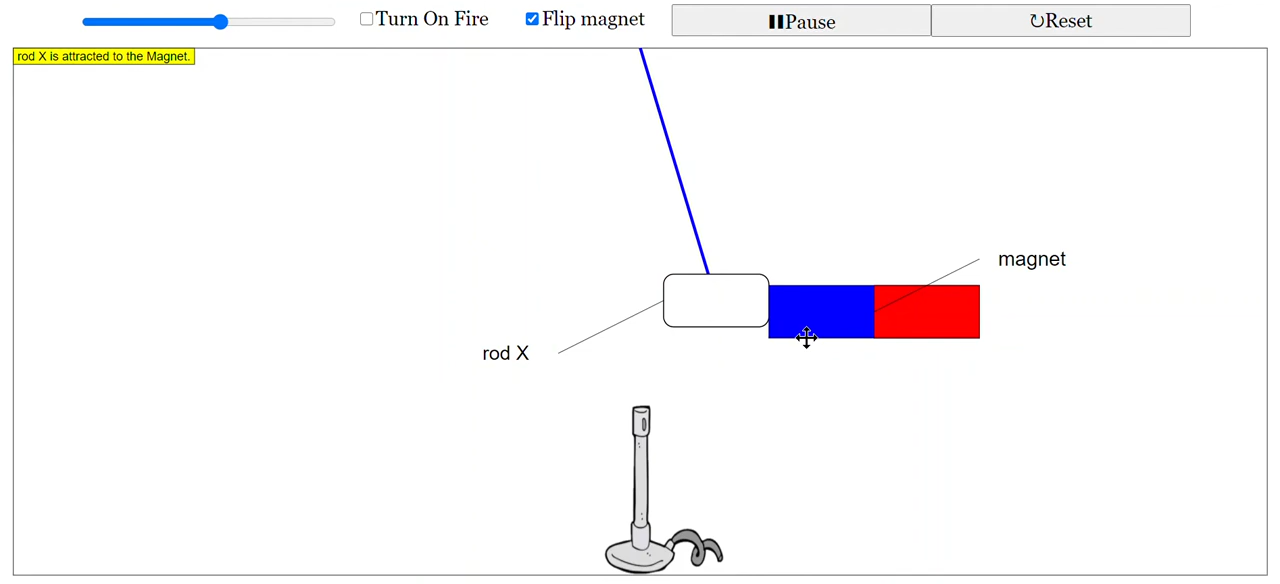 Turn On Fire
Flip magnet
Pause
↻Reset
rod X is attracted to the Magnet.
magnet
rod X